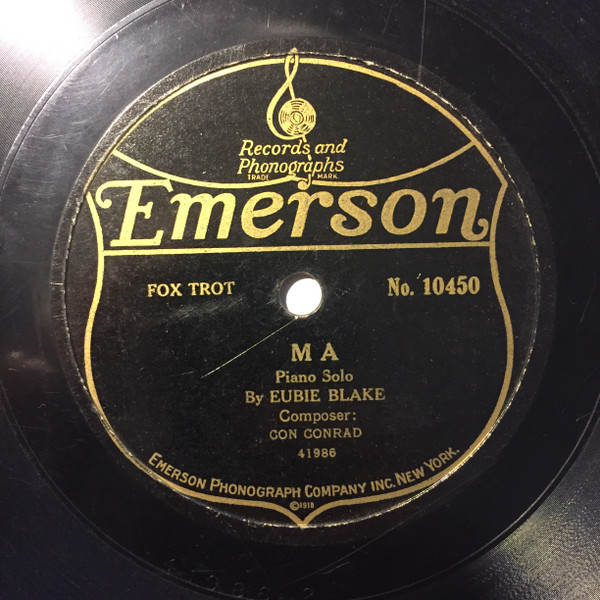 Records and
Phonographs
TRADE MARK
Emerson
FOX TROT
No. 10450
MA
Piano Solo
By EUBIE BLAKE
Composer:
CON CONRAD
41986
EMERSON PHONOGRAPH COMPANY INC. NEW YORK.
©1918